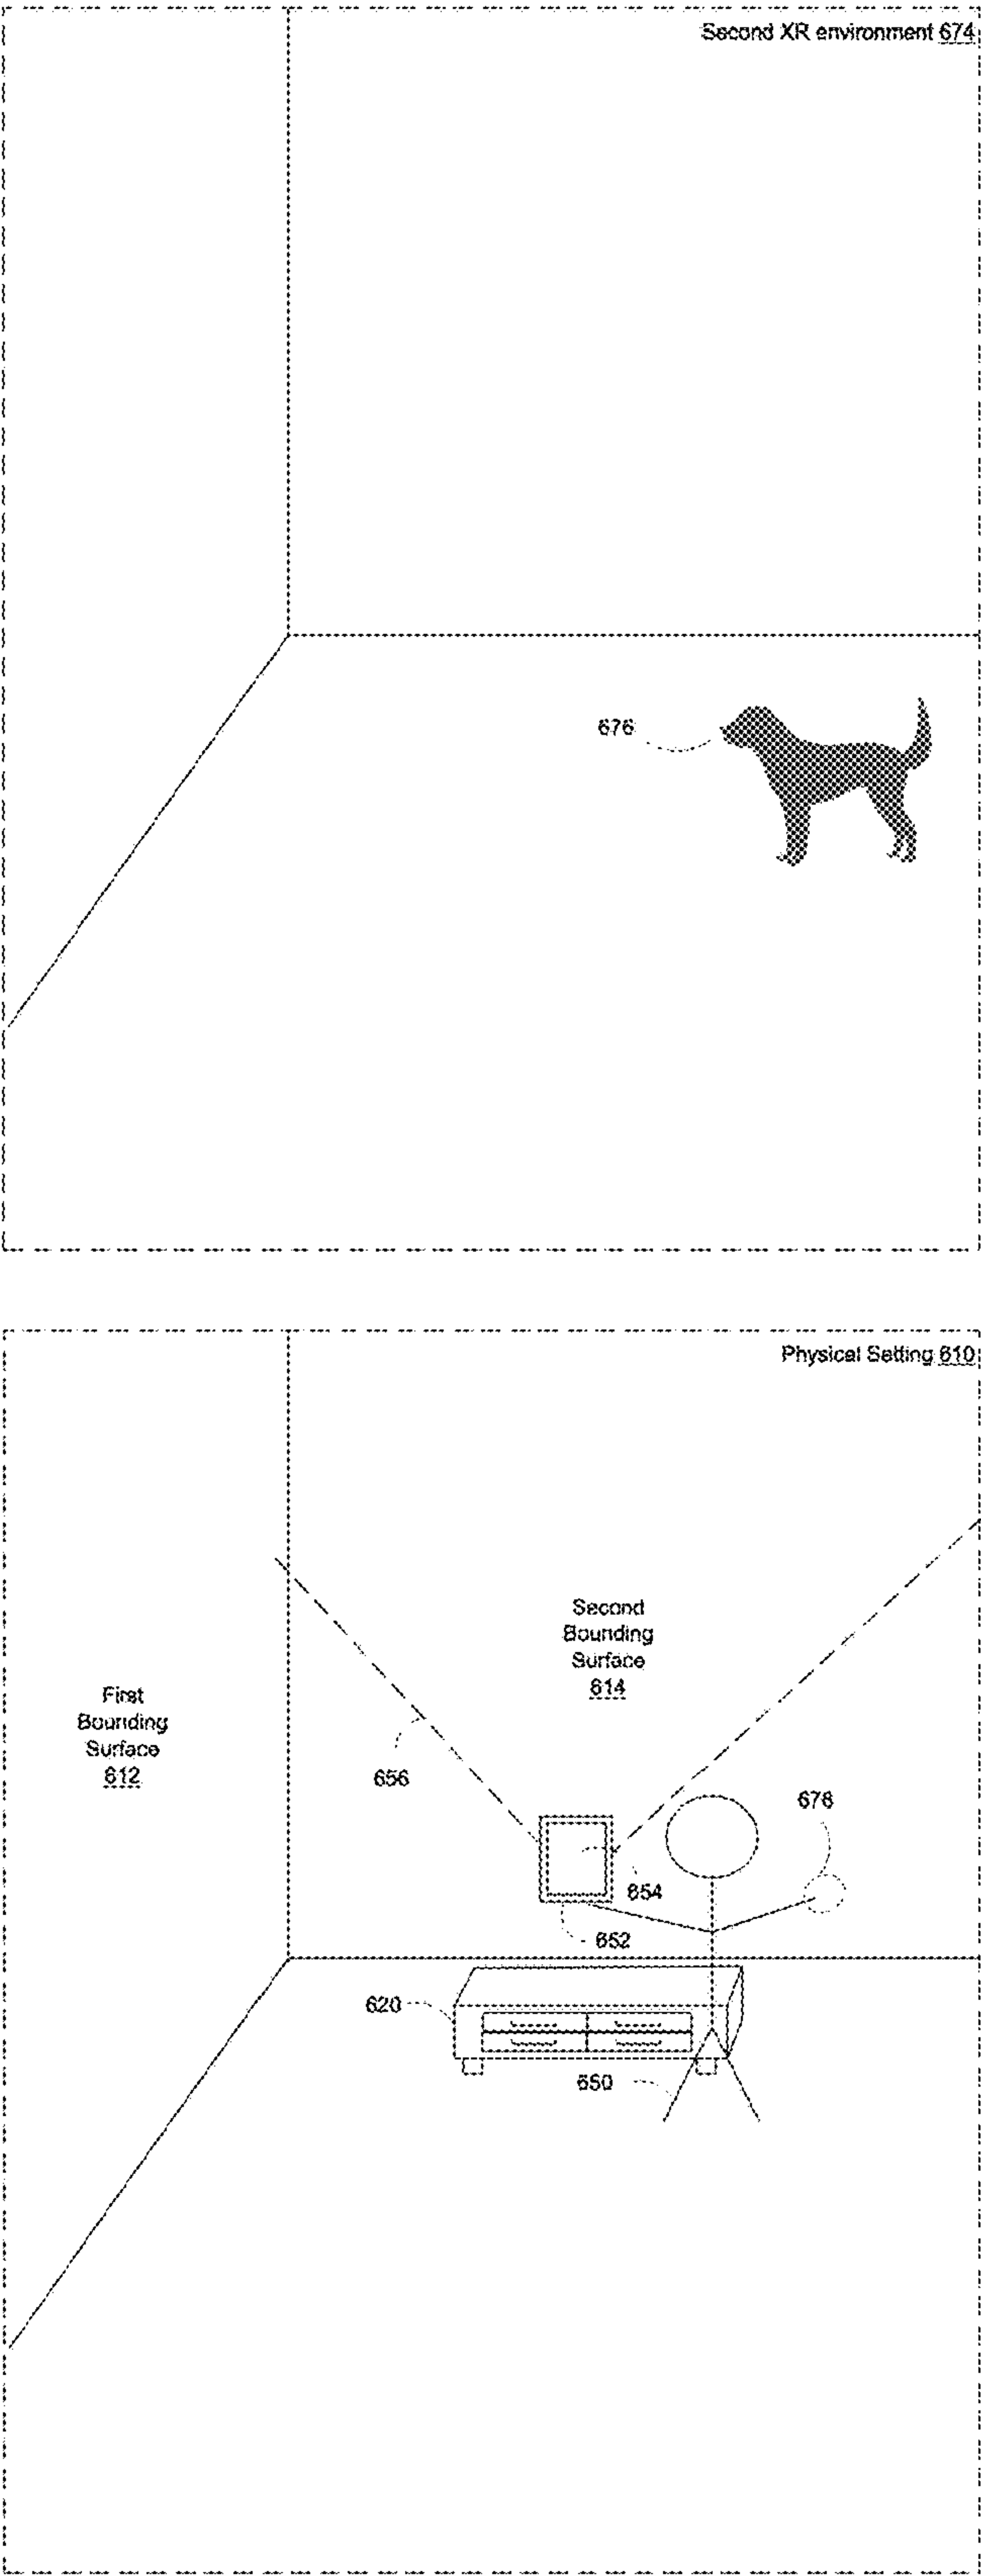 Second XR environment 674
676
Physical Setting 610
Second
Bounding
Surface
614
First
Bounding
Surface
612
656
678
654
652
620
650